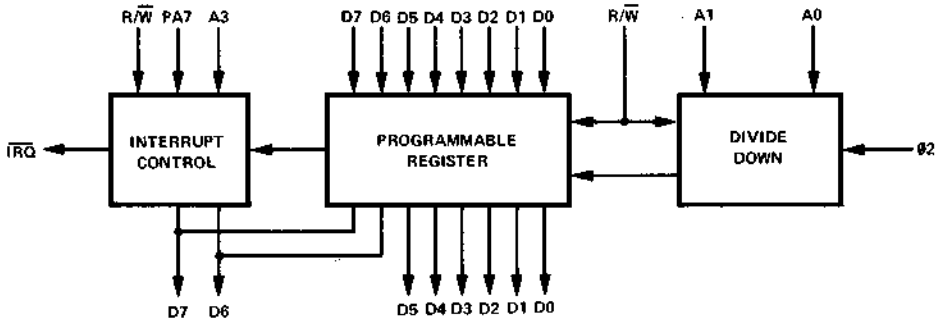 R/W̅ PA7 A3 D7 D6 D5 D4 D3 D2 D1 D0 R/W̅ A1 A0
I̅R̅Q̅
INTERRUPT
CONTROL
PROGRAMMABLE
REGISTER
DIVIDE
DOWN
Ø2
D7 D6 D5 D4 D3 D2 D1 D0